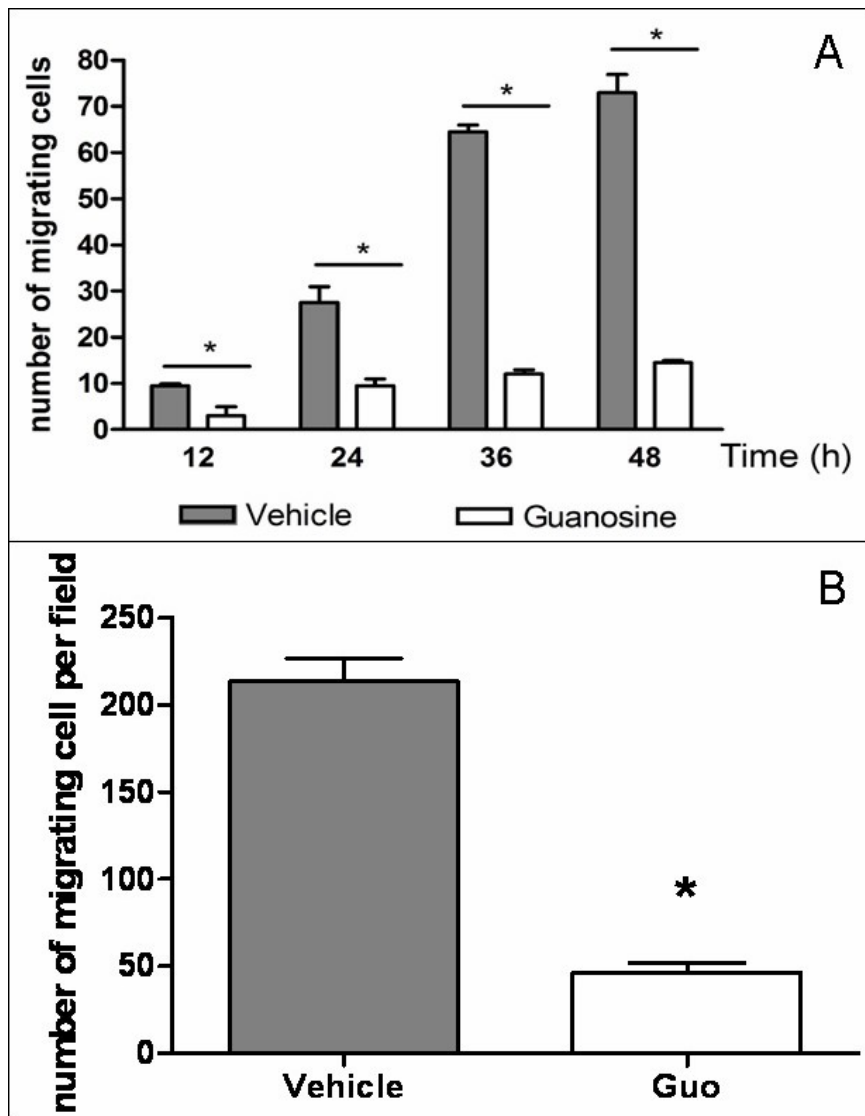 A
number of migrating cells
80
70
60
50
40
30
20
10
0
*
*
*
*
12 24 36 48 Time (h)
Vehicle Guanosine
B
number of migrating cell per field
250
200
150
100
50
0
*
Vehicle Guo